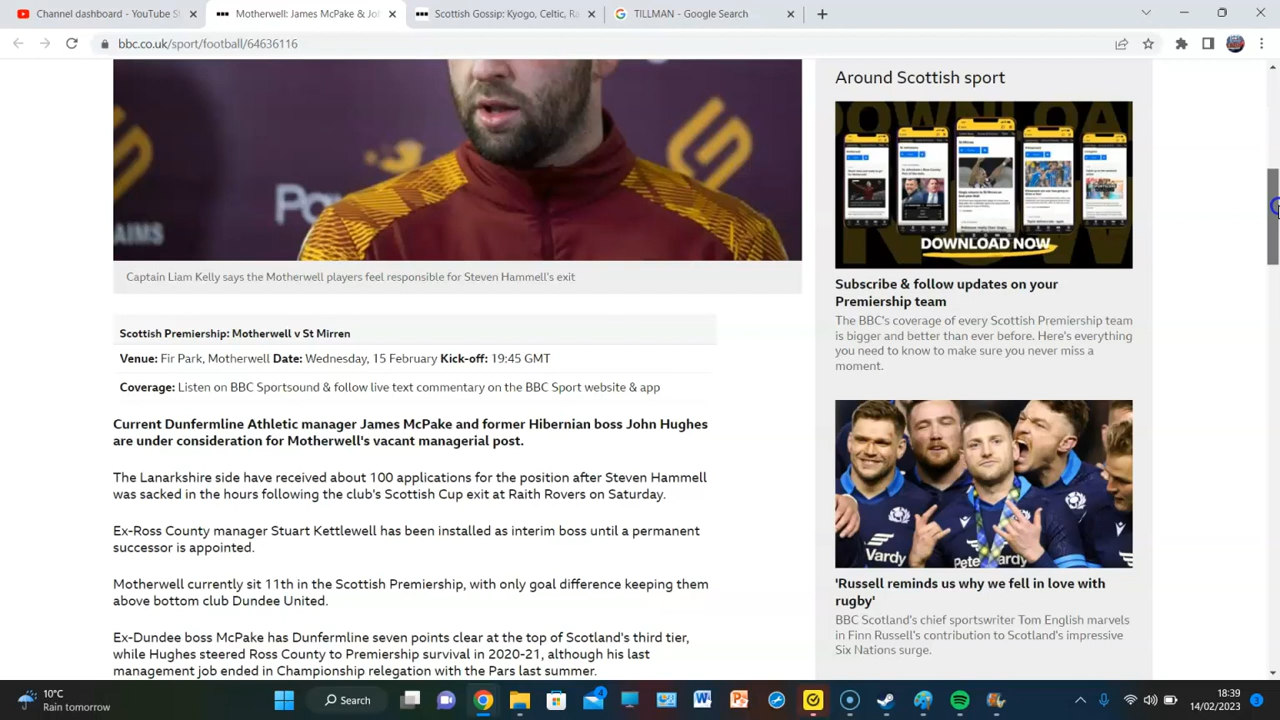 Channel dashboard - YouTube S
Motherwell: James McPake & Joh
Scottish Gossip: Kyogo, Celtic, Ra
TILLMAN - Google Search
bbc.co.uk/sport/football/64636116
Around Scottish sport
DOWNLOAD NOW
Captain Liam Kelly says the Motherwell players feel responsible for Steven Hammell's exit
Scottish Premiership: Motherwell v St Mirren
Venue: Fir Park, Motherwell Date: Wednesday, 15 February Kick-off: 19:45 GMT
Coverage: Listen on BBC Sportsound & follow live text commentary on the BBC Sport website & app
Current Dunfermline Athletic manager James McPake and former Hibernian boss John Hughes
are under consideration for Motherwell's vacant managerial post.
The Lanarkshire side have received about 100 applications for the position after Steven Hammell
was sacked in the hours following the club's Scottish Cup exit at Raith Rovers on Saturday.
Ex-Ross County manager Stuart Kettlewell has been installed as interim boss until a permanent
successor is appointed.
Motherwell currently sit 11th in the Scottish Premiership, with only goal difference keeping them
above bottom club Dundee United.
Ex-Dundee boss McPake has Dunfermline seven points clear at the top of Scotland's third tier,
while Hughes steered Ross County to Premiership survival in 2020-21, although his last
management job ended in Championship relegation with the Pars last summer.
Subscribe & follow updates on your
Premiership team
The BBC's coverage of every Scottish Premiership team
is bigger and better than ever before. Here's everything
you need to know to make sure you never miss a
moment.
Vardy
Peter Vardy
'Russell reminds us why we fell in love with
rugby'
BBC Scotland's chief sportswriter Tom English marvels
in Finn Russell's contribution to Scotland's impressive
Six Nations surge.
10°C
Rain tomorrow
Search
18:39
14/02/2023